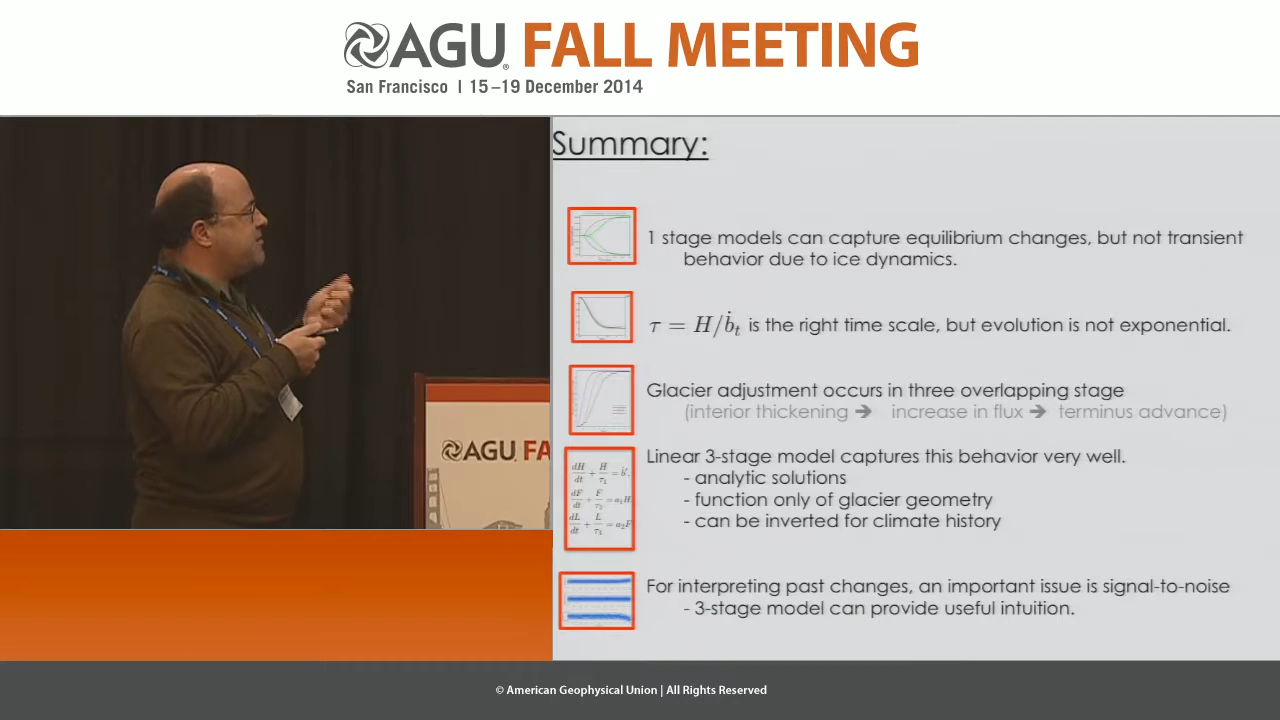 AGU FALL MEETING
San Francisco | 15–19 December 2014
Summary:
1 stage models can capture equilibrium changes, but not transient
behavior due to ice dynamics.
τ = H/ḃₜ is the right time scale, but evolution is not exponential.
Glacier adjustment occurs in three overlapping stage
(interior thickening ➔ increase in flux ➔ terminus advance)
Linear 3-stage model captures this behavior very well.
- analytic solutions
- function only of glacier geometry
- can be inverted for climate history
For interpreting past changes, an important issue is signal-to-noise
- 3-stage model can provide useful intuition.
AGU FA
© American Geophysical Union | All Rights Reserved